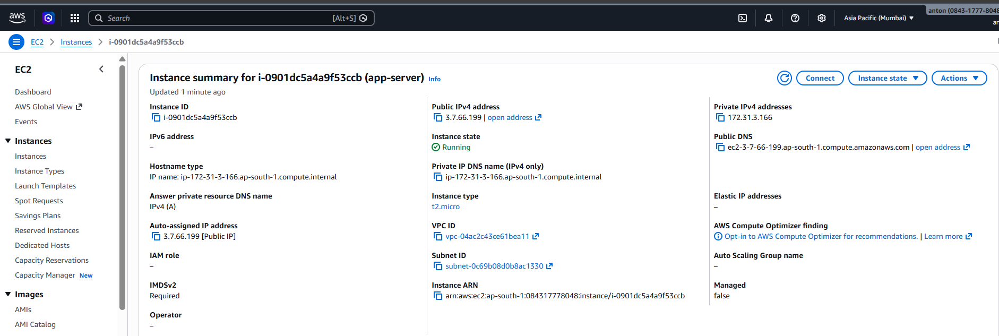 aws
Search
[Alt+S]
Asia Pacific (Mumbai)
anton (0843-1777-8048
an
EC2
Instances
i-0901dc5a4a9f53ccb
EC2
Dashboard
AWS Global View
Events
Instances
Instances
Instance Types
Launch Templates
Spot Requests
Savings Plans
Reserved Instances
Dedicated Hosts
Capacity Reservations
Capacity Manager New
Images
AMIs
AMI Catalog
Instance summary for i-0901dc5a4a9f53ccb (app-server) Info
Updated 1 minute ago
Connect
Instance state
Actions
Instance ID
i-0901dc5a4a9f53ccb
IPv6 address
–
Hostname type
IP name: ip-172-31-3-166.ap-south-1.compute.internal
Answer private resource DNS name
IPv4 (A)
Auto-assigned IP address
3.7.66.199 [Public IP]
IAM role
–
IMDSv2
Required
Operator
–
Public IPv4 address
3.7.66.199 | open address
Instance state
Running
Private IP DNS name (IPv4 only)
ip-172-31-3-166.ap-south-1.compute.internal
Instance type
t2.micro
VPC ID
vpc-04ac2c43ce61bea11
Subnet ID
subnet-0c69b08d0b8ac1330
Instance ARN
arn:aws:ec2:ap-south-1:084317778048:instance/i-0901dc5a4a9f53ccb
Private IPv4 addresses
172.31.3.166
Public DNS
ec2-3-7-66-199.ap-south-1.compute.amazonaws.com | open address
Elastic IP addresses
–
AWS Compute Optimizer finding
Opt-in to AWS Compute Optimizer for recommendations. | Learn more
Auto Scaling Group name
–
Managed
false